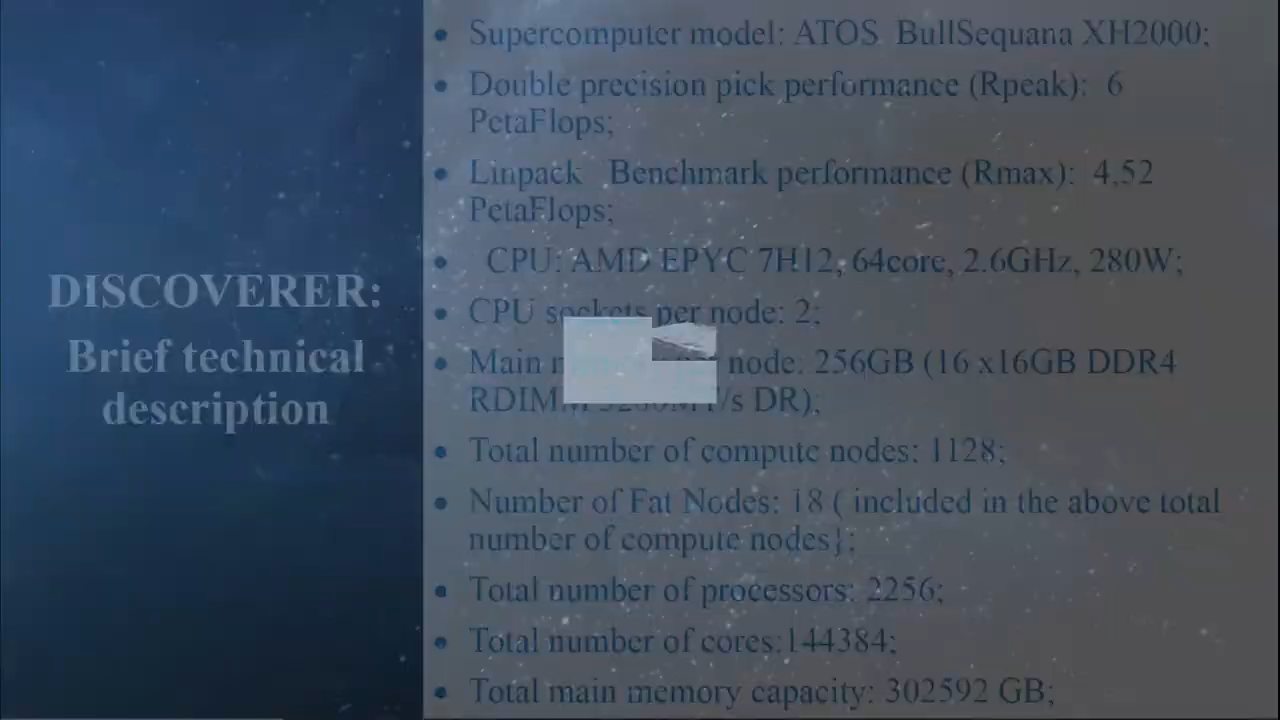 DISCOVERER:
Brief technical
description
• Supercomputer model: ATOS BullSequana XH2000;
• Double precision pick performance (Rpeak): 6
PetaFlops;
• Linpack Benchmark performance (Rmax): 4,52
PetaFlops;
• CPU: AMD EPYC 7H12, 64core, 2.6GHz, 280W;
• CPU sockets per node: 2;
• Main node: 256GB (16 x16GB DDR4
DR);
• Total number of compute nodes: 1128;
• Number of Fat Nodes: 18 ( included in the above total
number of compute nodes};
• Total number of processors: 2256;
• Total number of cores:144384;
• Total main memory capacity: 302592 GB;